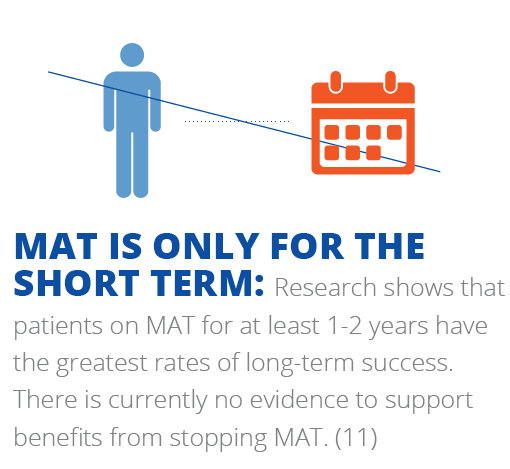 MAT IS ONLY FOR THE
SHORT TERM: Research shows that
patients on MAT for at least 1-2 years have
the greatest rates of long-term success.
There is currently no evidence to support
benefits from stopping MAT. (11)